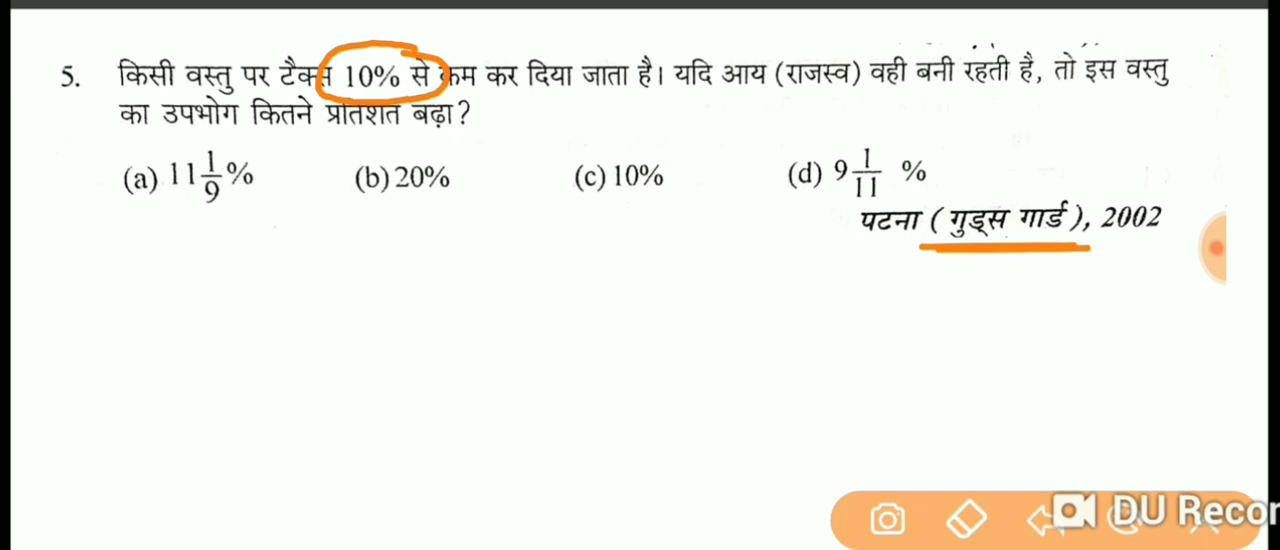 5. किसी वस्तु पर टैक्स 10% से कम कर दिया जाता है। यदि आय (राजस्व) वही बनी रहती है, तो इस वस्तु
का उपभोग कितने प्रतिशत बढ़ा?
(a) 11 1/9 % (b) 20% (c) 10% (d) 9 1/11 %
पटना (गुड्स गार्ड), 2002
DU Recor